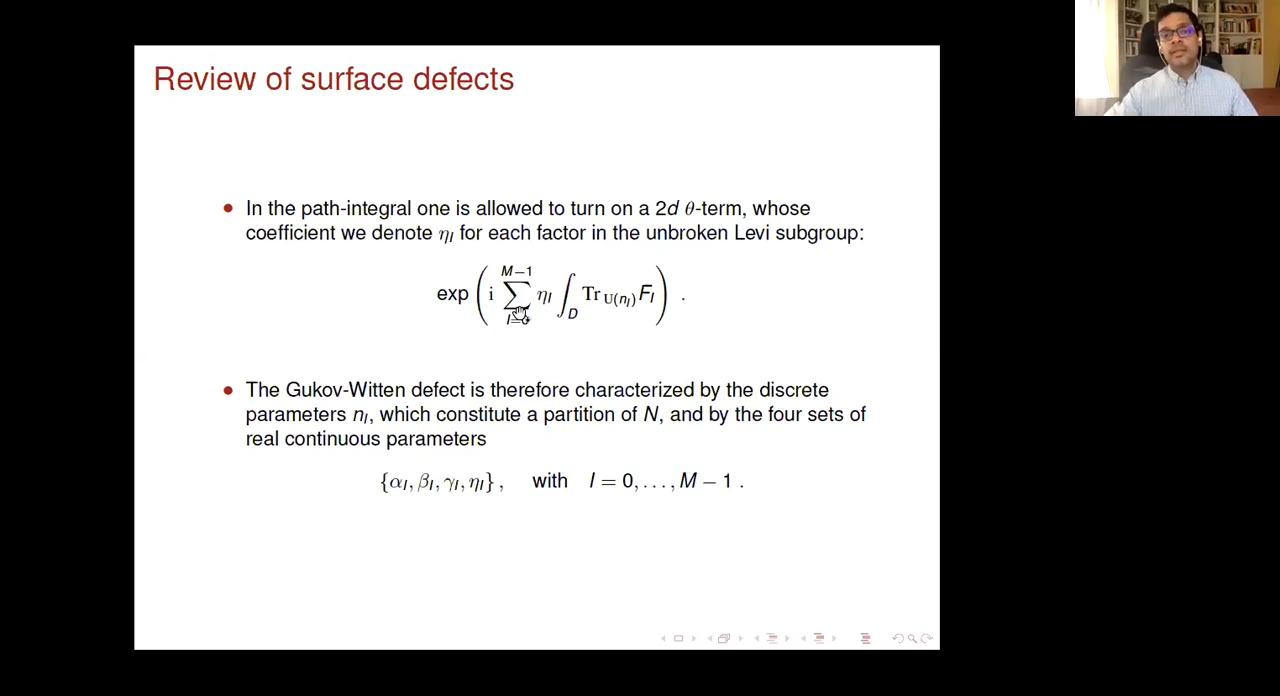 Review of surface defects
• In the path-integral one is allowed to turn on a 2d θ-term, whose
coefficient we denote η_I for each factor in the unbroken Levi subgroup:
exp ( i ∑_{I=0}^{M−1} η_I ∫_D Tr_{U(n_I)} F_I ) .
• The Gukov-Witten defect is therefore characterized by the discrete
parameters n_I, which constitute a partition of N, and by the four sets of
real continuous parameters
{α_I, β_I, γ_I, η_I} , with I = 0, . . . , M − 1 .